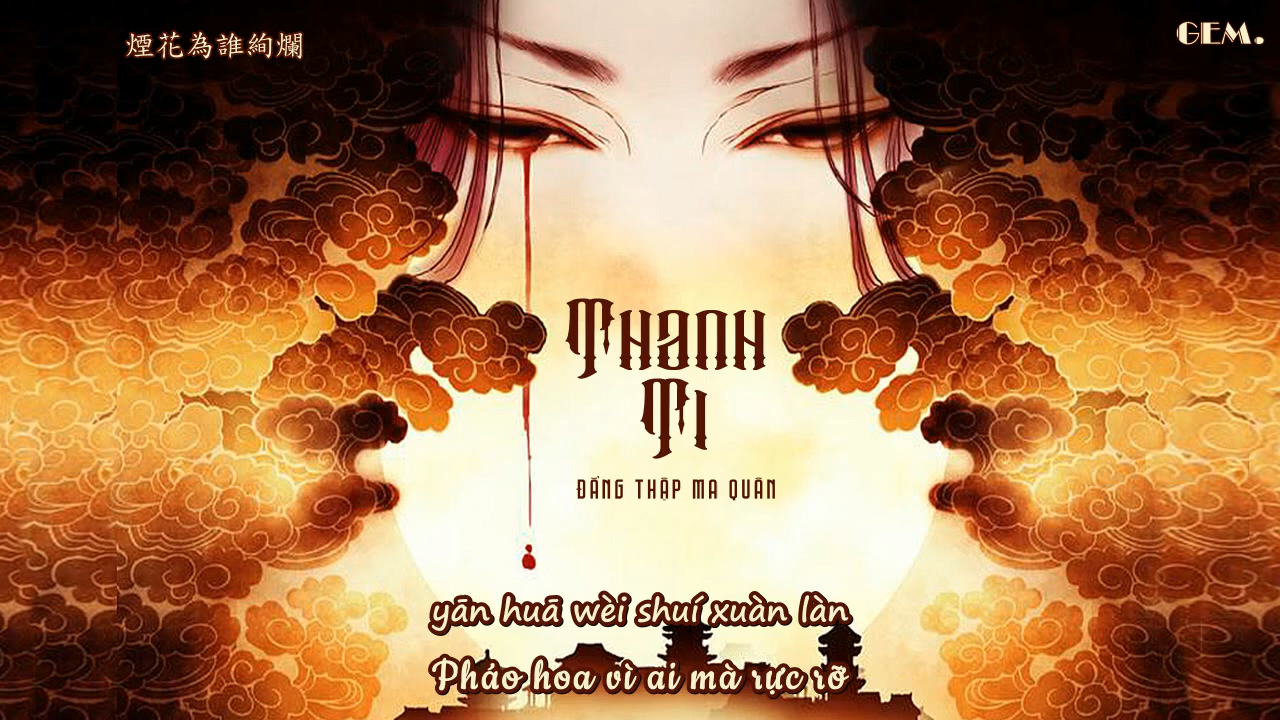 煙花為誰絢爛
GEM.
Thanh
Ti
ĐẲNG THẬP MA QUÂN
yān huā wèi shuí xuàn làn
Pháo hoa vì ai mà rực rỡ